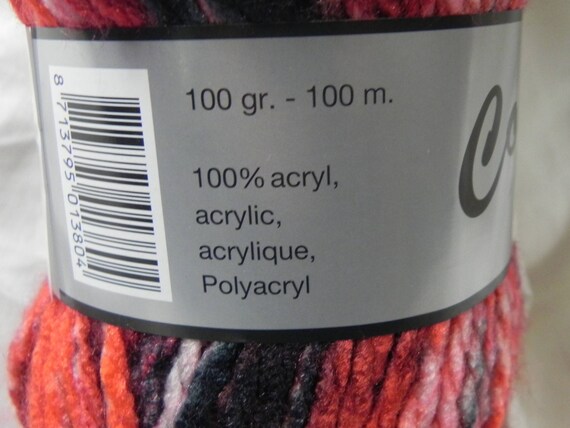 8 713795 013804
100 gr. - 100 m.
100% acryl,
acrylic,
acrylique,
Polyacryl